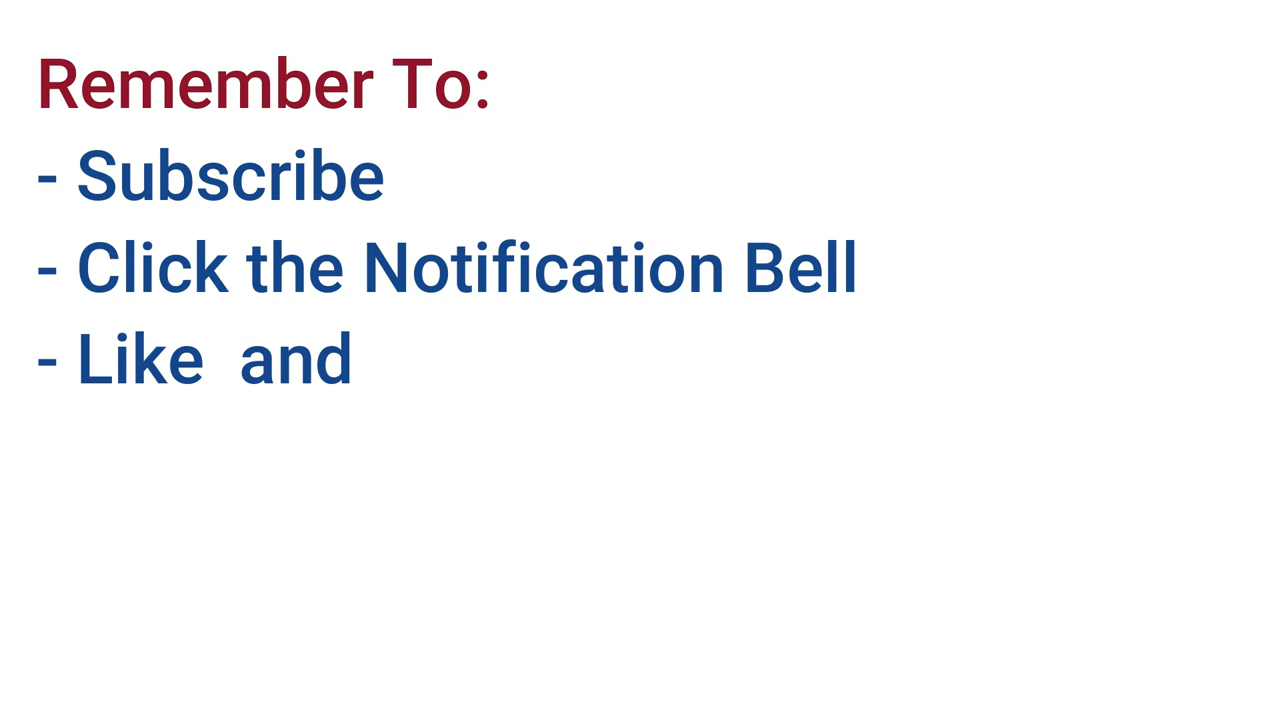 Remember To:
- Subscribe
- Click the Notification Bell
- Like  and